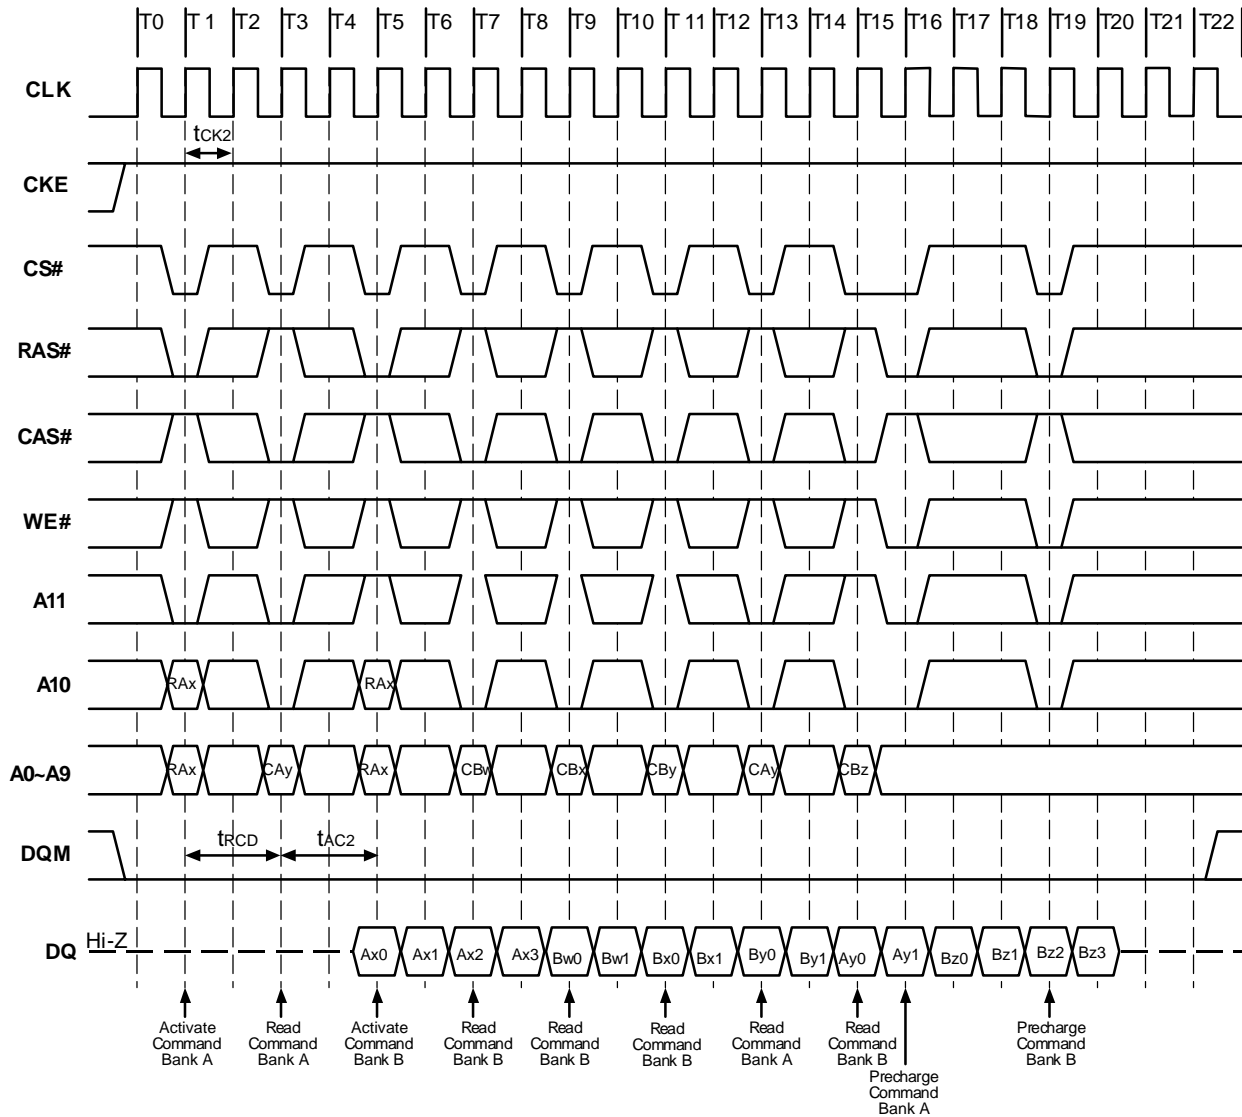 T0 T 1 T2 T3 T4 T5 T6 T7 T8 T9 T10 T 11 T12 T13 T14 T15 T16 T17 T18 T19 T20 T21 T22
CLK
tCK2
CKE
CS#
RAS#
CAS#
WE#
A11
A10 RAx RAx
A0~A9 RAx CAy RAx CBw CBx CBy CAy CBz
tRCD tAC2
DQM
Hi-Z
DQ Ax0 Ax1 Ax2 Ax3 Bw0 Bw1 Bx0 Bx1 By0 By1 Ay0 Ay1 Bz0 Bz1 Bz2 Bz3
Activate Command Bank A
Read Command Bank A
Activate Command Bank B
Read Command Bank B
Read Command Bank B
Read Command Bank B
Read Command Bank A
Read Command Bank B
Precharge Command Bank A
Precharge Command Bank B